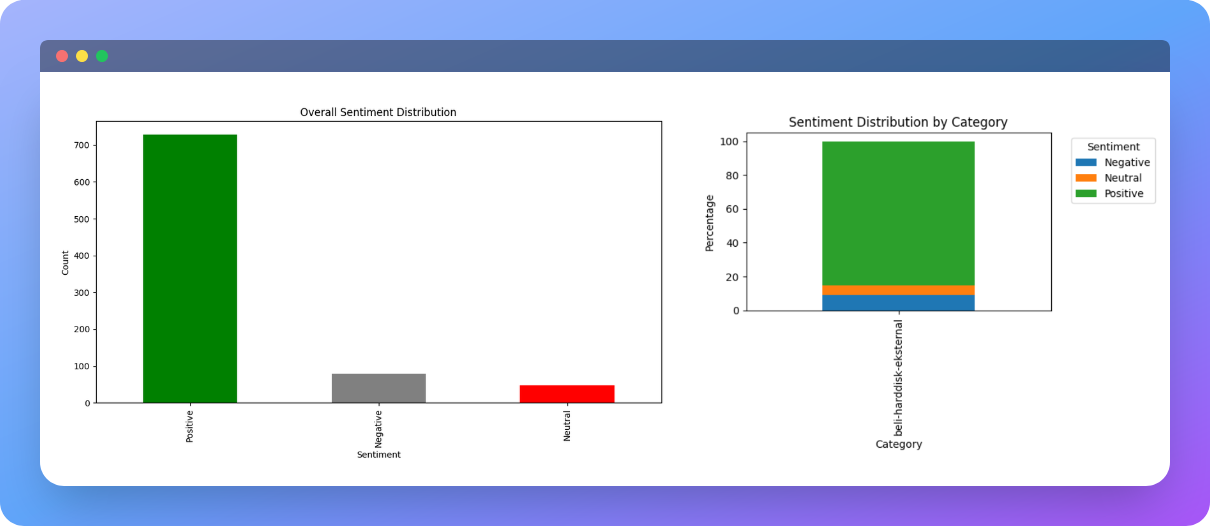 Overall Sentiment Distribution
700
600
500
400
300
200
100
0
Count
Positive
Negative
Neutral
Sentiment
Sentiment Distribution by Category
100
80
60
40
20
0
Percentage
beli-harddisk-eksternal
Category
Sentiment
Negative
Neutral
Positive